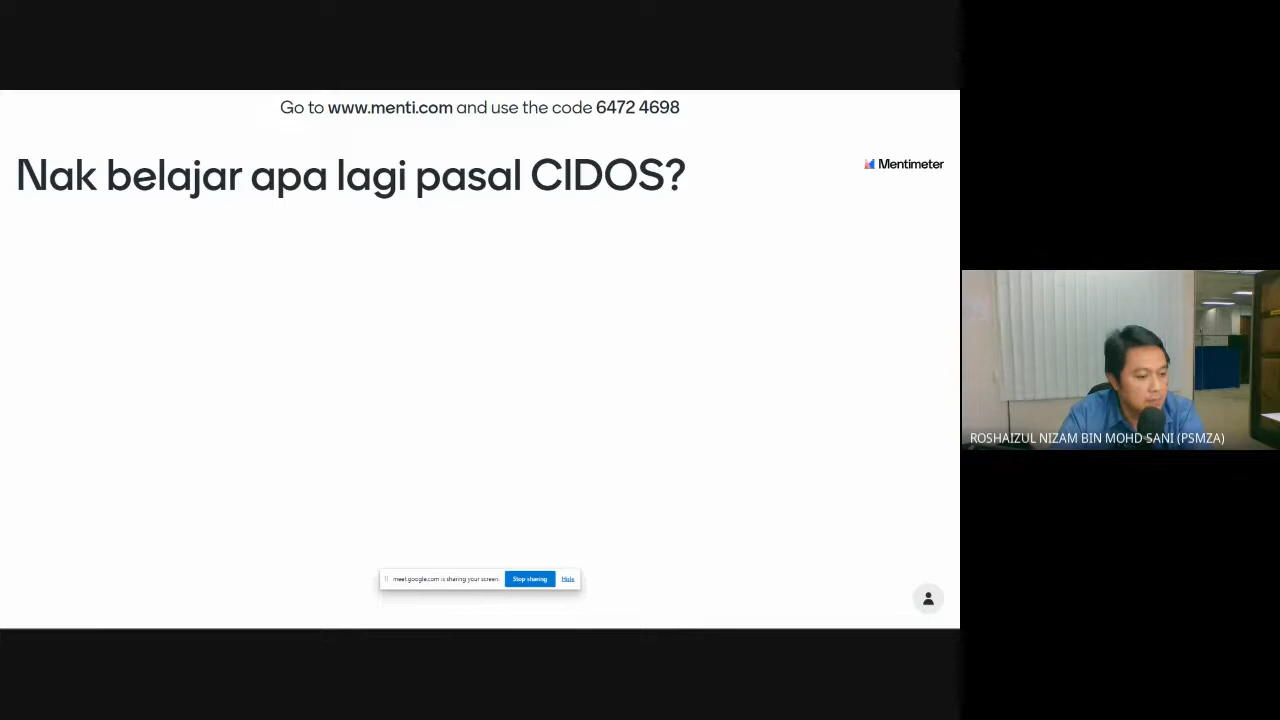 Go to www.menti.com and use the code 6472 4698
Nak belajar apa lagi pasal CIDOS?
Mentimeter
ROSHAIZUL NIZAM BIN MOHD SANI (PSMZA)
meet.google.com is sharing your screen.
Stop sharing
Hide